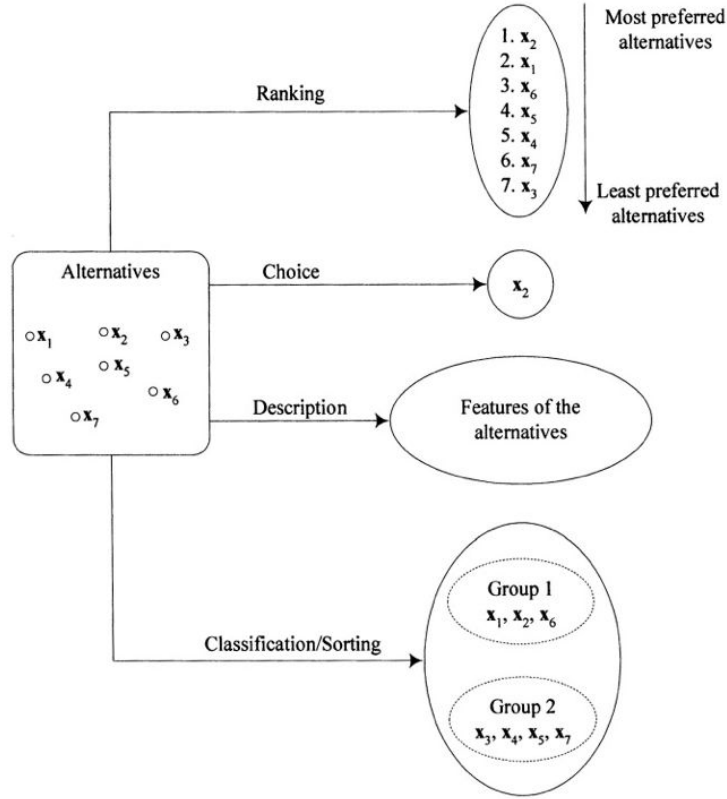 Most preferred
alternatives
1. x₂
2. x₁
3. x₆
4. x₅
5. x₄
6. x₇
7. x₃
Least preferred
alternatives
Ranking
Alternatives
x₁
x₂
x₃
x₄
x₅
x₆
x₇
Choice
x₂
Description
Features of the
alternatives
Classification/Sorting
Group 1
x₁, x₂, x₆
Group 2
x₃, x₄, x₅, x₇